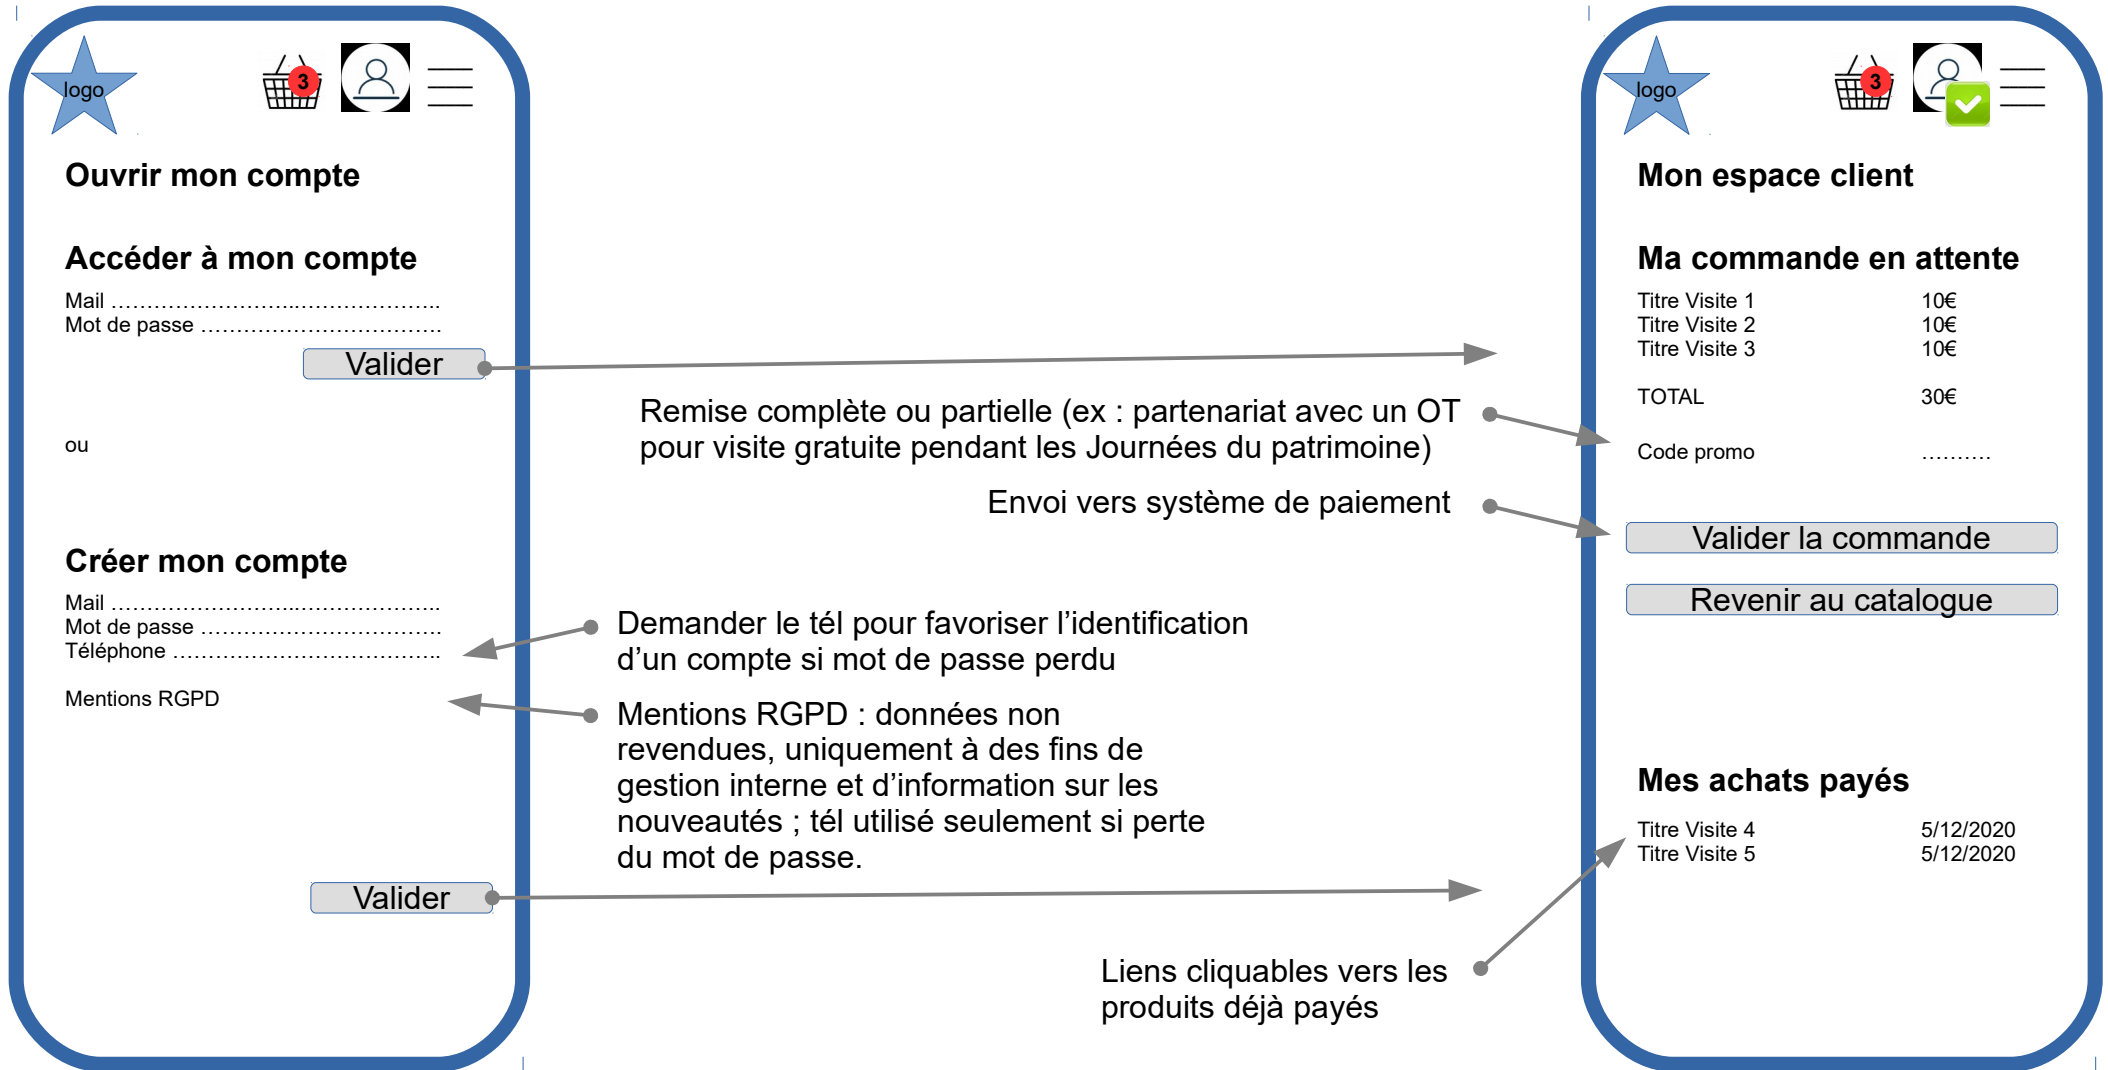 logo
3
Ouvrir mon compte
Accéder à mon compte
Mail ……………………..………………..
Mot de passe …………………………….
Valider
ou
Créer mon compte
Mail ……………………..………………..
Mot de passe …………………………….
Téléphone ………………………………..
Mentions RGPD
Valider
Remise complète ou partielle (ex : partenariat avec un OT
pour visite gratuite pendant les Journées du patrimoine)
Envoi vers système de paiement
Demander le tél pour favoriser l’identification
d’un compte si mot de passe perdu
Mentions RGPD : données non
revendues, uniquement à des fins de
gestion interne et d’information sur les
nouveautés ; tél utilisé seulement si perte
du mot de passe.
Liens cliquables vers les
produits déjà payés
logo
3
Mon espace client
Ma commande en attente
Titre Visite 1 10€
Titre Visite 2 10€
Titre Visite 3 10€
TOTAL 30€
Code promo ……….
Valider la commande
Revenir au catalogue
Mes achats payés
Titre Visite 4 5/12/2020
Titre Visite 5 5/12/2020